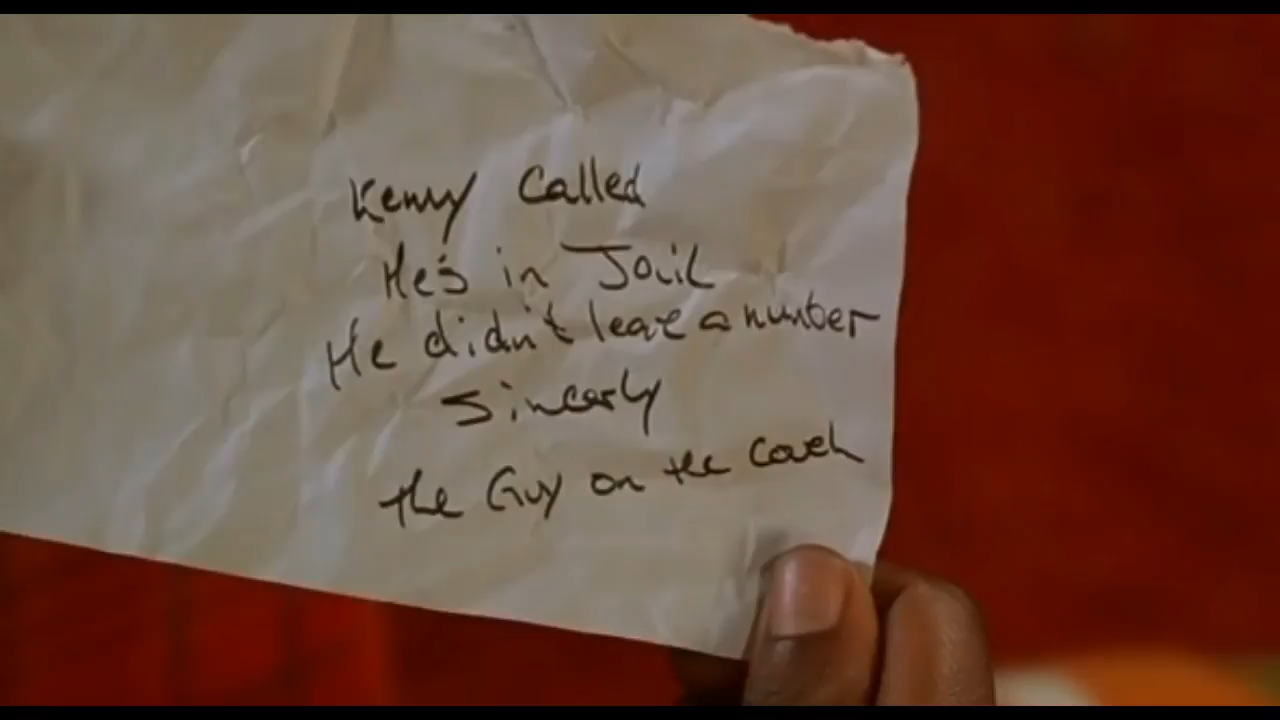 Kenny Called
He's in Jail
He didn't leave a number
Sincerly
the Guy on the couch